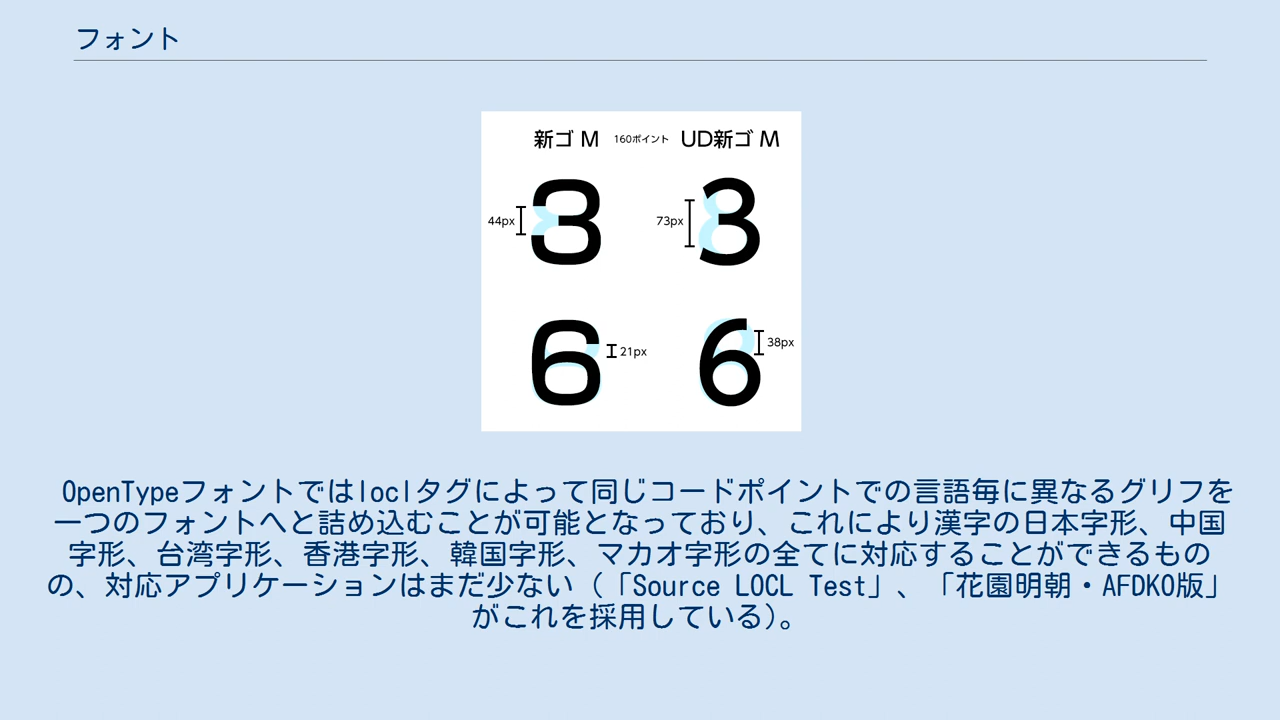 フォント
新ゴ M 160ポイント UD新ゴ M
3 3
44px 73px
6 6
21px 38px
OpenTypeフォントではloclタグによって同じコードポイントでの言語毎に異なるグリフを
一つのフォントへと詰め込むことが可能となっており、これにより漢字の日本字形、中国
字形、台湾字形、香港字形、韓国字形、マカオ字形の全てに対応することができるもの
の、対応アプリケーションはまだ少ない（「Source LOCL Test」、「花園明朝・AFDKO版」
がこれを採用している）。